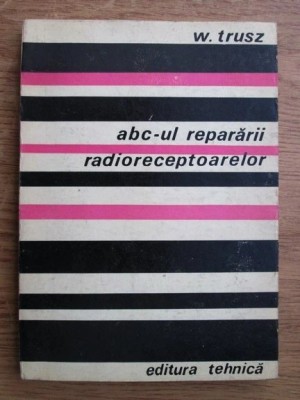 w. trusz
abc-ul reparării
radioreceptoarelor
editura tehnică